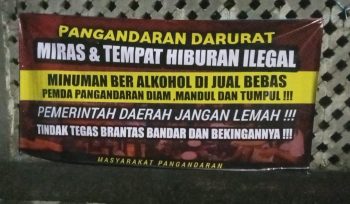 PANGANDARAN DARURAT
MIRAS & TEMPAT HIBURAN ILEGAL
MINUMAN BER ALKOHOL DI JUAL BEBAS
PEMDA PANGANDARAN DIAM ,MANDUL DAN TUMPUL !!!
PEMERINTAH DAERAH JANGAN LEMAH !!!
TINDAK TEGAS BRANTAS BANDAR DAN BEKINGANNYA !!!
MASYARAKAT PANGANDARAN